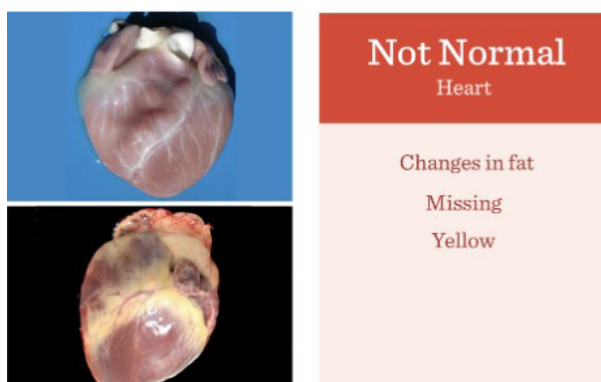 Not Normal
Heart
Changes in fat
Missing
Yellow